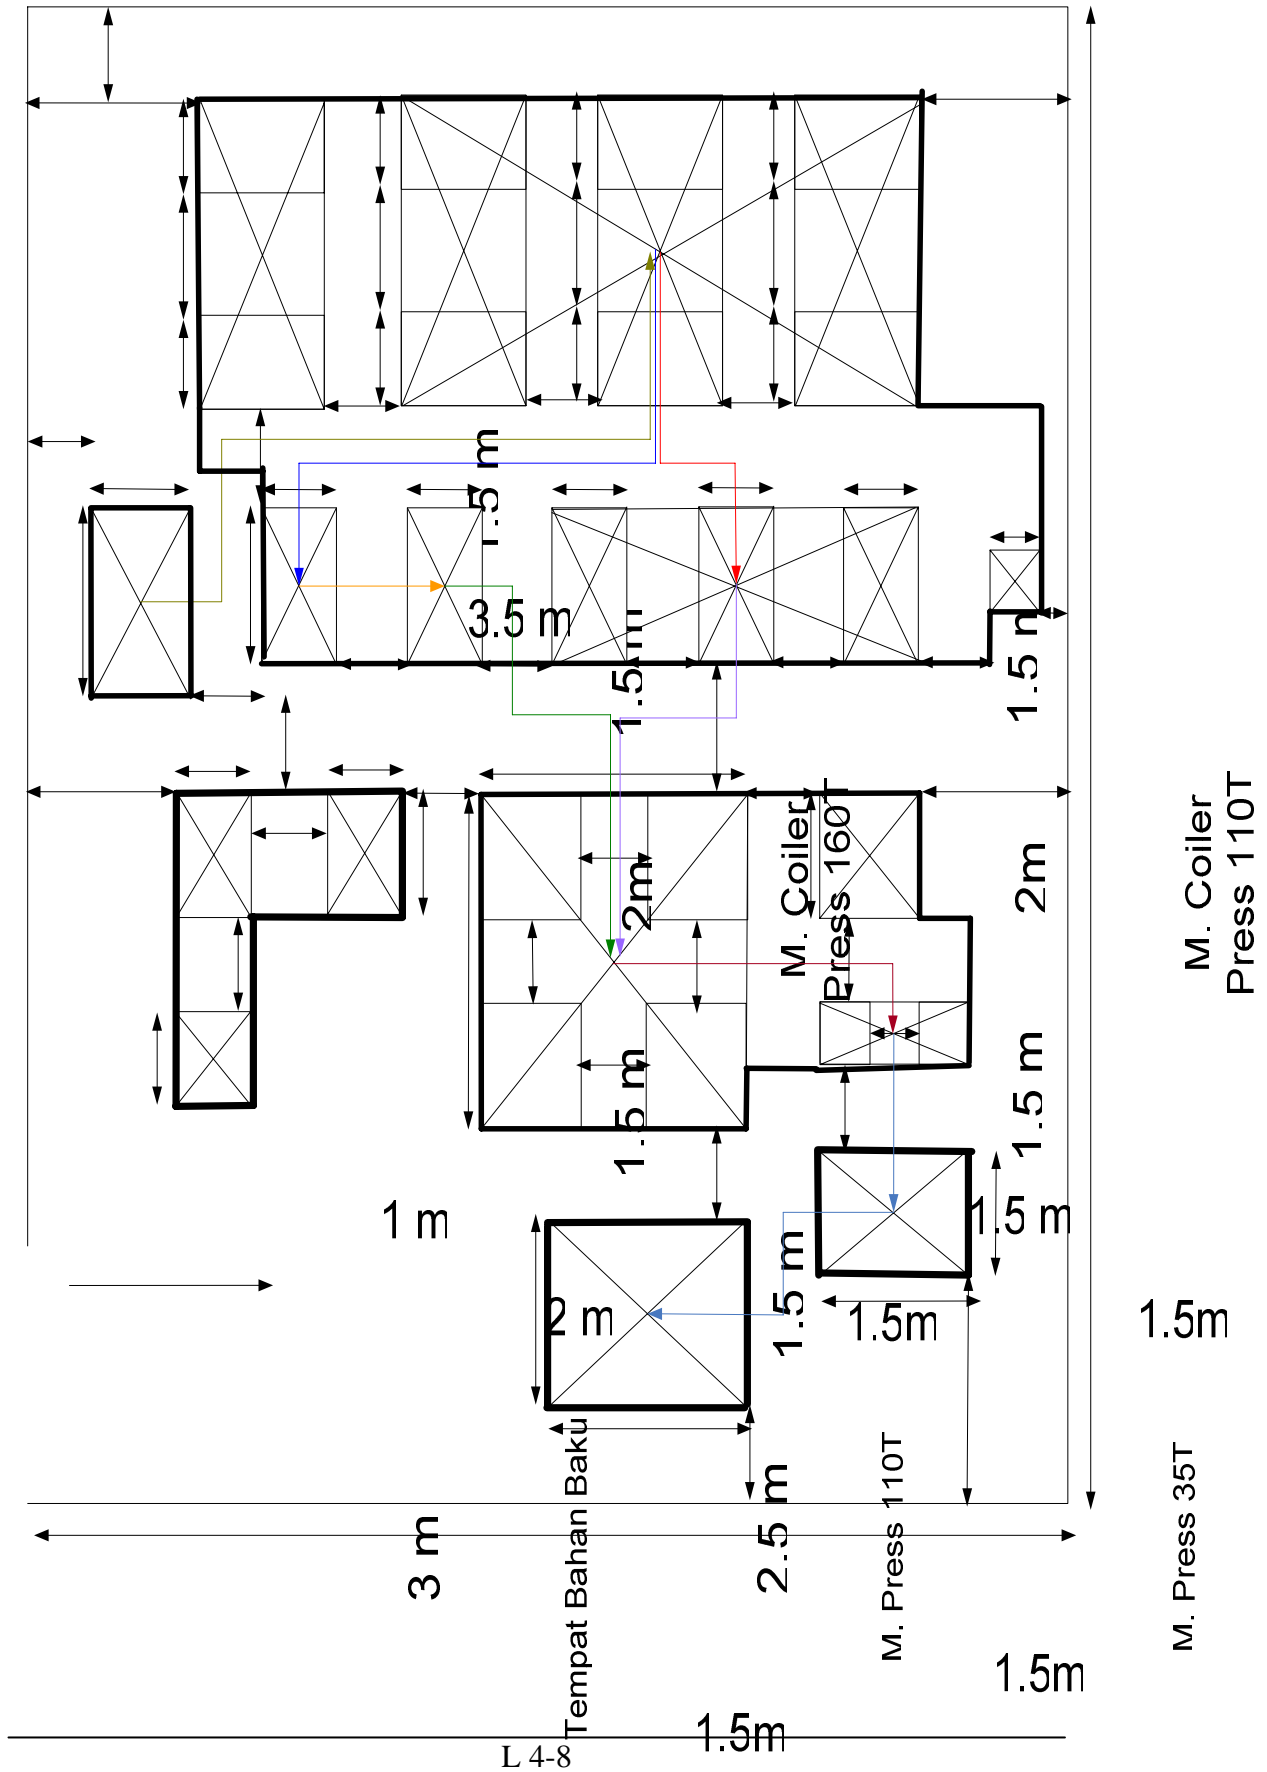 1.5 m
3.5 m
1.5 m
1.5 m
M. Coiler
Press 160 T
M. Coiler
Press 110T
2m
2m
1.5 m
1.5 m
1 m
1.5 m
1.5 m
2 m
1.5m
1.5m
Tempat Bahan Baku
M. Press 110T
M. Press 35T
3 m
2.5 m
1.5m
1.5m
L 4-8